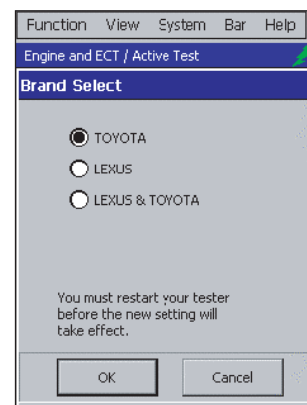 Function View System Bar Help
Engine and ECT / Active Test
Brand Select
TOYOTA
LEXUS
LEXUS & TOYOTA
You must restart your tester
before the new setting will
take effect.
OK Cancel